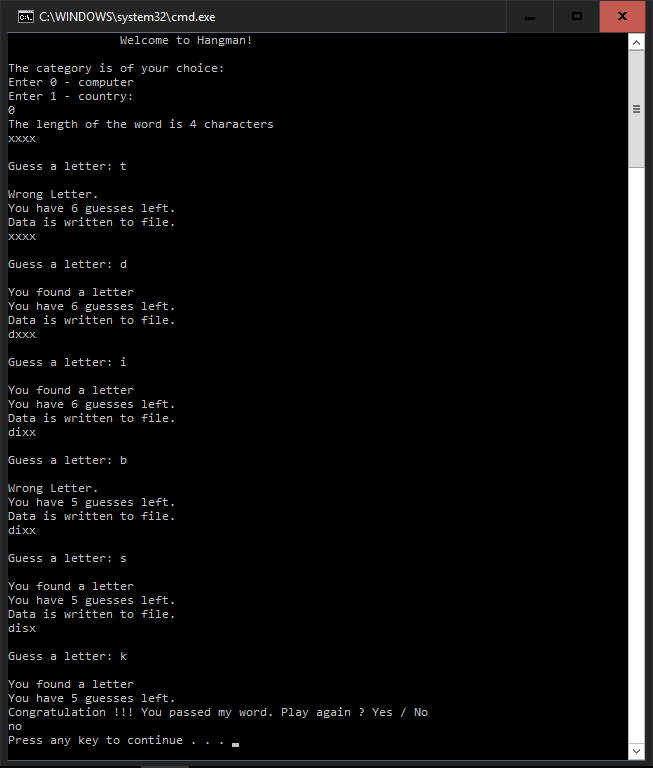 C:\WINDOWS\system32\cmd.exe
Welcome to Hangman!
The category is of your choice:
Enter 0 - computer
Enter 1 - country:
0
The length of the word is 4 characters
xxxx
Guess a letter: t
Wrong Letter.
You have 6 guesses left.
Data is written to file.
xxxx
Guess a letter: d
You found a letter
You have 6 guesses left.
Data is written to file.
dxxx
Guess a letter: i
You found a letter
You have 6 guesses left.
Data is written to file.
dixx
Guess a letter: b
Wrong Letter.
You have 5 guesses left.
Data is written to file.
dixx
Guess a letter: s
You found a letter
You have 5 guesses left.
Data is written to file.
disx
Guess a letter: k
You found a letter
You have 5 guesses left.
Congratulation !!! You passed my word. Play again ? Yes / No
no
Press any key to continue . . .